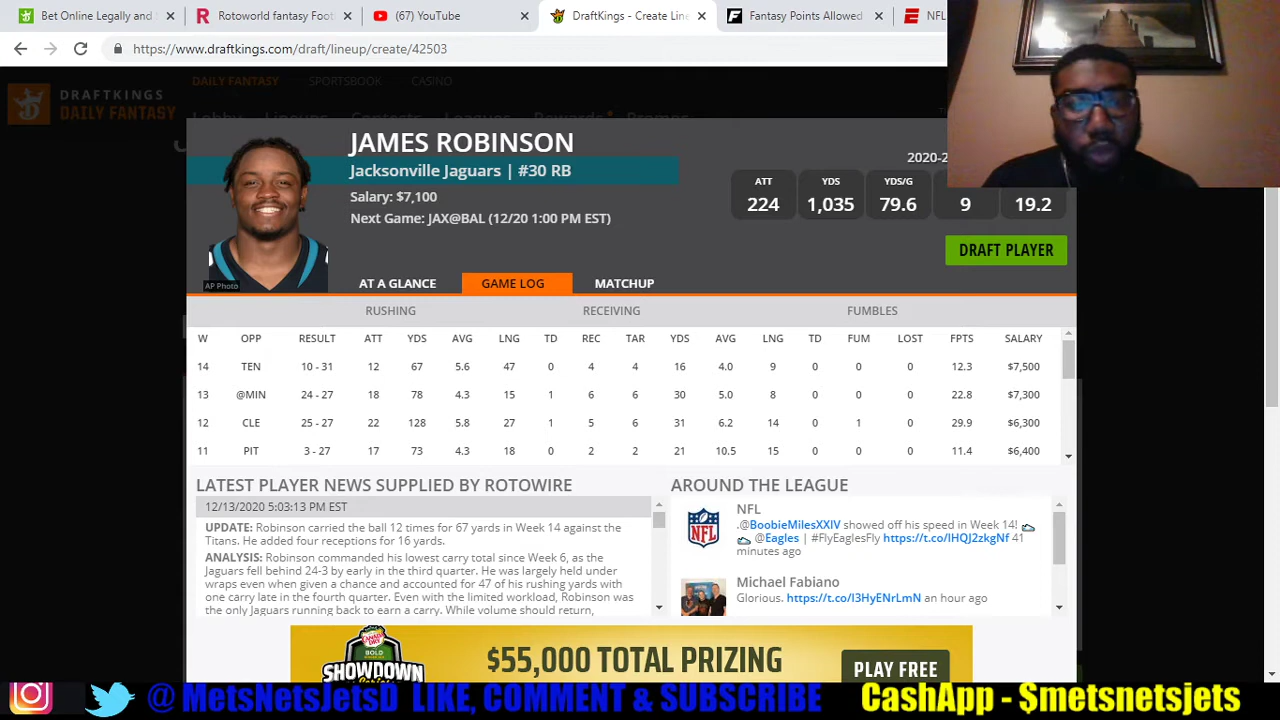 Bet Online Legally and
Rotoworld fantasy Foot
(67) YouTube
DraftKings - Create Line
Fantasy Points Allowed
NFL
https://www.draftkings.com/draft/lineup/create/42503
DAILY FANTASY SPORTSBOOK CASINO
DRAFTKINGS
DAILY FANTASY
Lobby Lineups Contests Leagues Rewards Promos
JAMES ROBINSON
Jacksonville Jaguars | #30 RB
Salary: $7,100
Next Game: JAX@BAL (12/20 1:00 PM EST)
2020-2
ATT YDS YDS/G
224 1,035 79.6 9 19.2
DRAFT PLAYER
AP Photo
AT A GLANCE GAME LOG MATCHUP
RUSHING RECEIVING FUMBLES
W OPP RESULT ATT YDS AVG LNG TD REC TAR YDS AVG LNG TD FUM LOST FPTS SALARY
14 TEN 10 - 31 12 67 5.6 47 0 4 4 16 4.0 9 0 0 0 12.3 $7,500
13 @MIN 24 - 27 18 78 4.3 15 1 6 6 30 5.0 8 0 0 0 22.8 $7,300
12 CLE 25 - 27 22 128 5.8 27 1 5 6 31 6.2 14 0 1 0 29.9 $6,300
11 PIT 3 - 27 17 73 4.3 18 0 2 2 21 10.5 15 0 0 0 11.4 $6,400
LATEST PLAYER NEWS SUPPLIED BY ROTOWIRE
12/13/2020 5:03:13 PM EST
UPDATE: Robinson carried the ball 12 times for 67 yards in Week 14 against the
Titans. He added four receptions for 16 yards.
ANALYSIS: Robinson commanded his lowest carry total since Week 6, as the
Jaguars fell behind 24-3 by early in the third quarter. He was largely held under
wraps even when given a chance and accounted for 47 of his rushing yards with
one carry late in the fourth quarter. Even with the limited workload, Robinson was
the only Jaguars running back to earn a carry. While volume should return,
AROUND THE LEAGUE
NFL
.@BoobieMilesXXIV showed off his speed in Week 14!
@Eagles | #FlyEaglesFly https://t.co/IHQJ2zkgNf 41
minutes ago
Michael Fabiano
Glorious. https://t.co/I3HyENrLmN an hour ago
CANADA DRY
BOLD
SHOWDOWN
$55,000 TOTAL PRIZING
PLAY FREE
@MetsNetsJetsD LIKE, COMMENT & SUBSCRIBE CashApp - $metsnetsjets